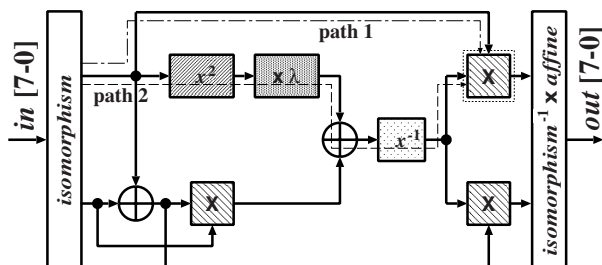 in [7-0]
isomorphism
path 1
path 2
x²
x λ
x⁻¹
x
x
x
isomorphism⁻¹ x affine
out [7-0]